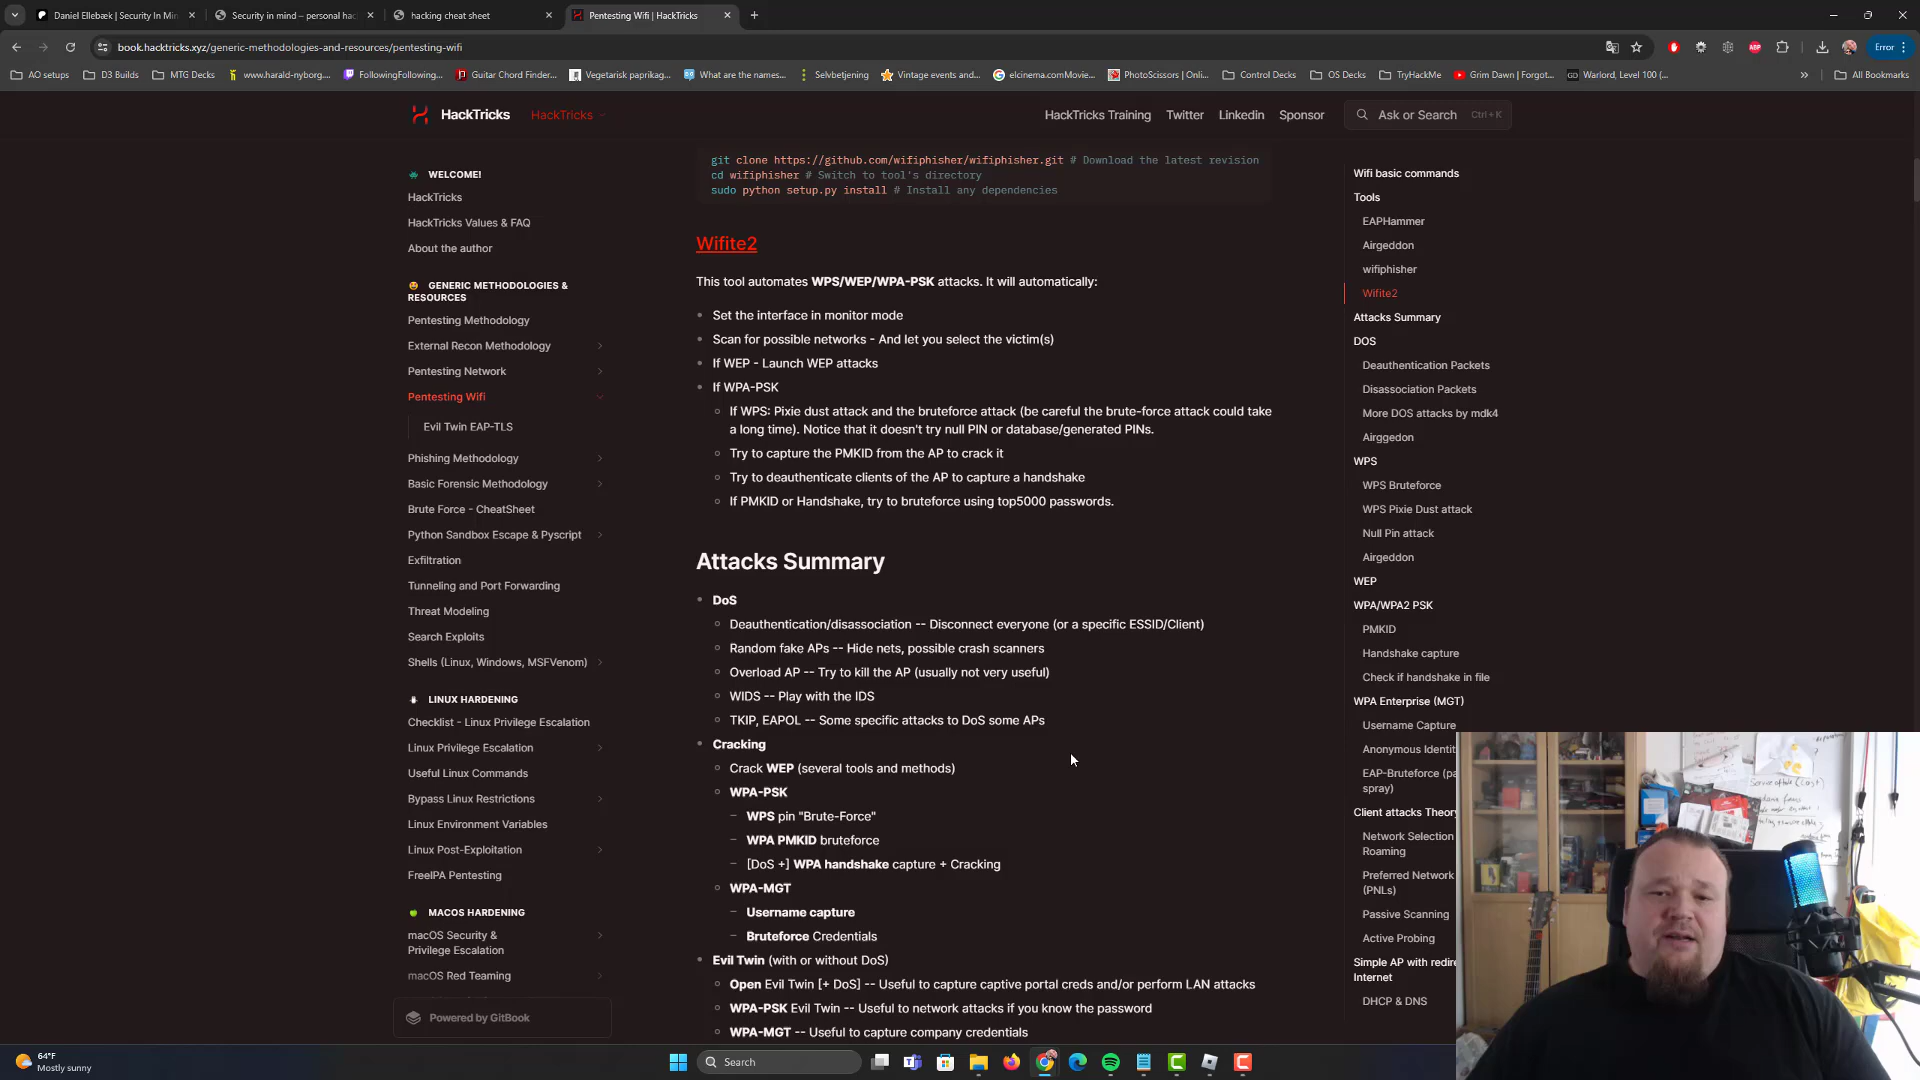 Daniel Ellebæk | Security In Min
Security in mind – personal hac
hacking cheat sheet
Pentesting Wifi | HackTricks
book.hacktricks.xyz/generic-methodologies-and-resources/pentesting-wifi
Error
AO setups
D3 Builds
MTG Decks
www.harald-nyborg....
FollowingFollowing...
Guitar Chord Finder...
Vegetarisk paprikag...
What are the names...
Selvbetjening
Vintage events and...
elcinema.comMovie...
PhotoScissors | Onli...
Control Decks
OS Decks
TryHackMe
Grim Dawn | Forgot...
Warlord, Level 100 (...
All Bookmarks
HackTricks
HackTricks
HackTricks Training
Twitter
Linkedin
Sponsor
Ask or Search
Ctrl + K
WELCOME!
HackTricks
HackTricks Values & FAQ
About the author
GENERIC METHODOLOGIES &
RESOURCES
Pentesting Methodology
External Recon Methodology
Pentesting Network
Pentesting Wifi
Evil Twin EAP-TLS
Phishing Methodology
Basic Forensic Methodology
Brute Force - CheatSheet
Python Sandbox Escape & Pyscript
Exfiltration
Tunneling and Port Forwarding
Threat Modeling
Search Exploits
Shells (Linux, Windows, MSFVenom)
LINUX HARDENING
Checklist - Linux Privilege Escalation
Linux Privilege Escalation
Useful Linux Commands
Bypass Linux Restrictions
Linux Environment Variables
Linux Post-Exploitation
FreeIPA Pentesting
MACOS HARDENING
macOS Security &
Privilege Escalation
macOS Red Teaming
Powered by GitBook
git clone https://github.com/wifiphisher/wifiphisher.git # Download the latest revision
cd wifiphisher # Switch to tool's directory
sudo python setup.py install # Install any dependencies
Wifite2
This tool automates WPS/WEP/WPA-PSK attacks. It will automatically:
Set the interface in monitor mode
Scan for possible networks - And let you select the victim(s)
If WEP - Launch WEP attacks
If WPA-PSK
If WPS: Pixie dust attack and the bruteforce attack (be careful the brute-force attack could take
a long time). Notice that it doesn't try null PIN or database/generated PINs.
Try to capture the PMKID from the AP to crack it
Try to deauthenticate clients of the AP to capture a handshake
If PMKID or Handshake, try to bruteforce using top5000 passwords.
Attacks Summary
DoS
Deauthentication/disassociation -- Disconnect everyone (or a specific ESSID/Client)
Random fake APs -- Hide nets, possible crash scanners
Overload AP -- Try to kill the AP (usually not very useful)
WIDS -- Play with the IDS
TKIP, EAPOL -- Some specific attacks to DoS some APs
Cracking
Crack WEP (several tools and methods)
WPA-PSK
WPS pin "Brute-Force"
WPA PMKID bruteforce
[DoS +] WPA handshake capture + Cracking
WPA-MGT
Username capture
Bruteforce Credentials
Evil Twin (with or without DoS)
Open Evil Twin [+ DoS] -- Useful to capture captive portal creds and/or perform LAN attacks
WPA-PSK Evil Twin -- Useful to network attacks if you know the password
WPA-MGT -- Useful to capture company credentials
Wifi basic commands
Tools
EAPHammer
Airgeddon
wifiphisher
Wifite2
Attacks Summary
DOS
Deauthentication Packets
Disassociation Packets
More DOS attacks by mdk4
Airggedon
WPS
WPS Bruteforce
WPS Pixie Dust attack
Null Pin attack
Airgeddon
WEP
WPA/WPA2 PSK
PMKID
Handshake capture
Check if handshake in file
WPA Enterprise (MGT)
Username Capture
Anonymous Identit
EAP-Bruteforce (pa
spray)
Client attacks Theory
Network Selection
Roaming
Preferred Network
(PNLs)
Passive Scanning
Active Probing
Simple AP with redire
Internet
DHCP & DNS
64°F
Mostly sunny
Search